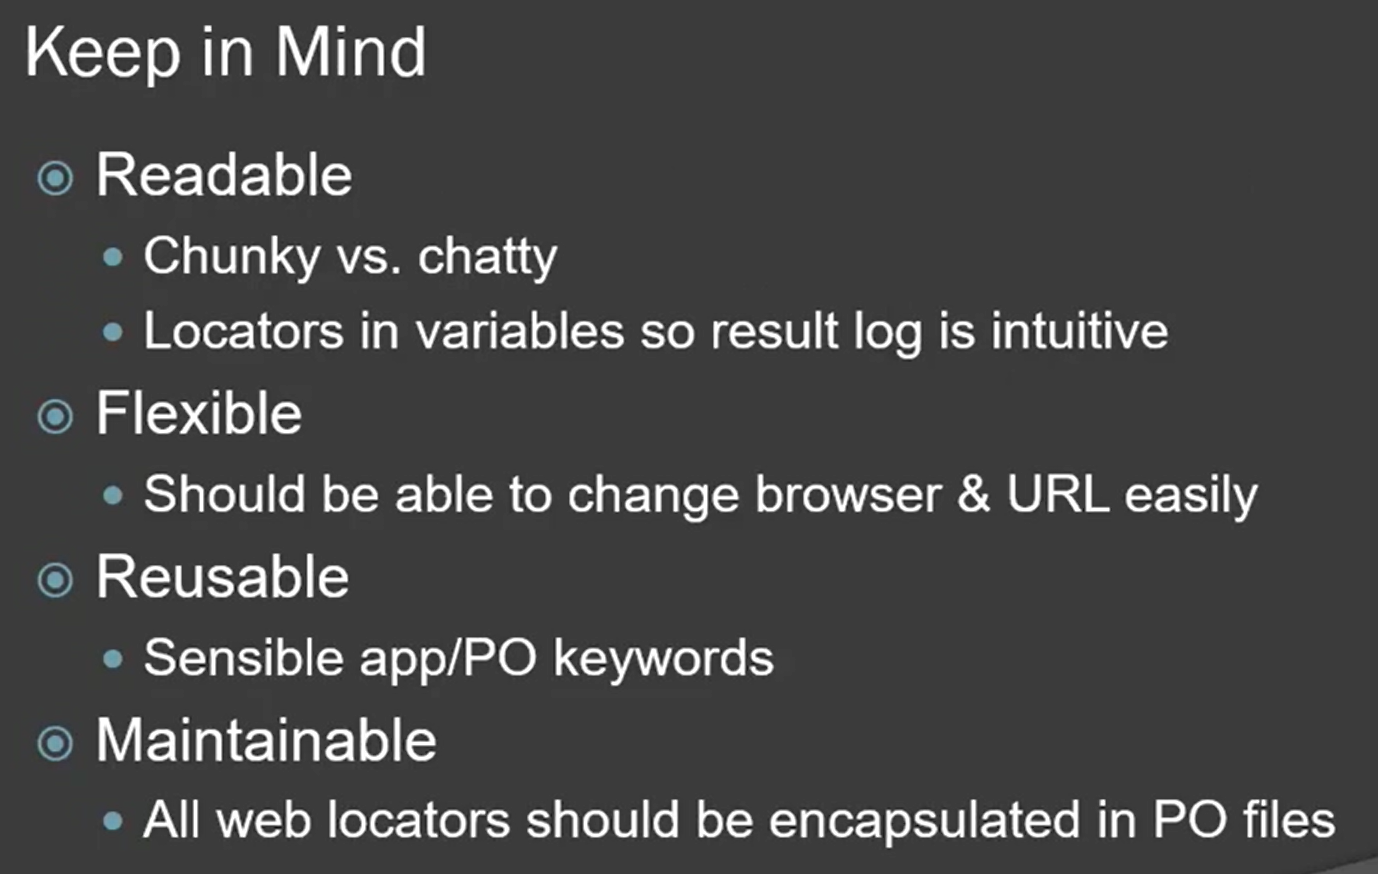 Keep in Mind
Readable
Chunky vs. chatty
Locators in variables so result log is intuitive
Flexible
Should be able to change browser & URL easily
Reusable
Sensible app/PO keywords
Maintainable
All web locators should be encapsulated in PO files